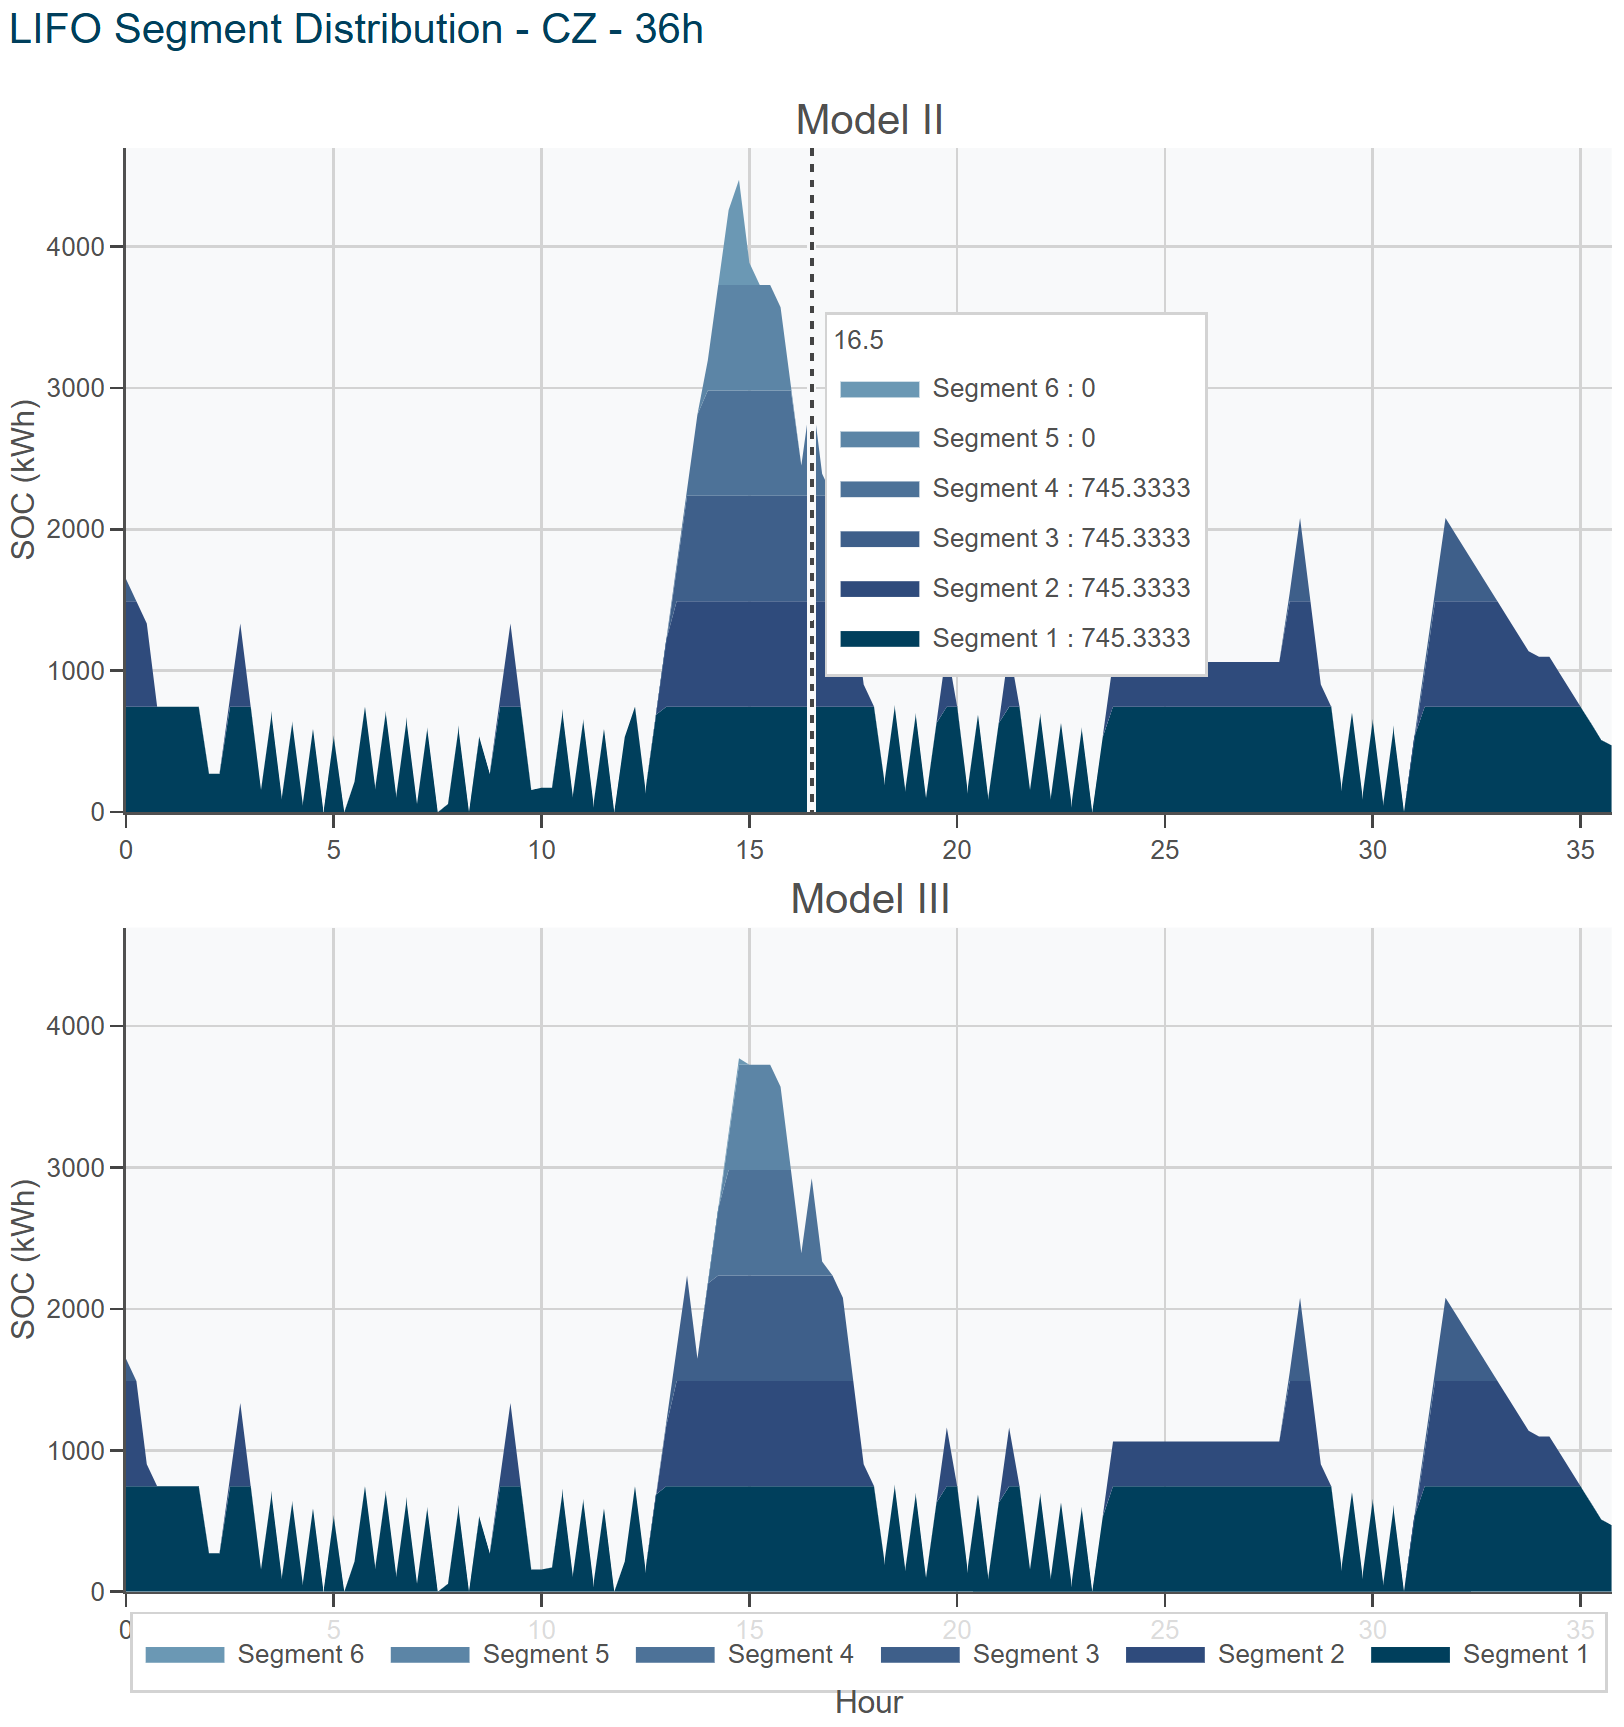 LIFO Segment Distribution - CZ - 36h
Model II
4000
3000
2000
1000
0
SOC (kWh)
16.5
Segment 6 : 0
Segment 5 : 0
Segment 4 : 745.3333
Segment 3 : 745.3333
Segment 2 : 745.3333
Segment 1 : 745.3333
0 5 10 15 20 25 30 35
Model III
4000
3000
2000
1000
0
SOC (kWh)
0 5 10 15 20 25 30 35
Segment 6 Segment 5 Segment 4 Segment 3 Segment 2 Segment 1
Hour